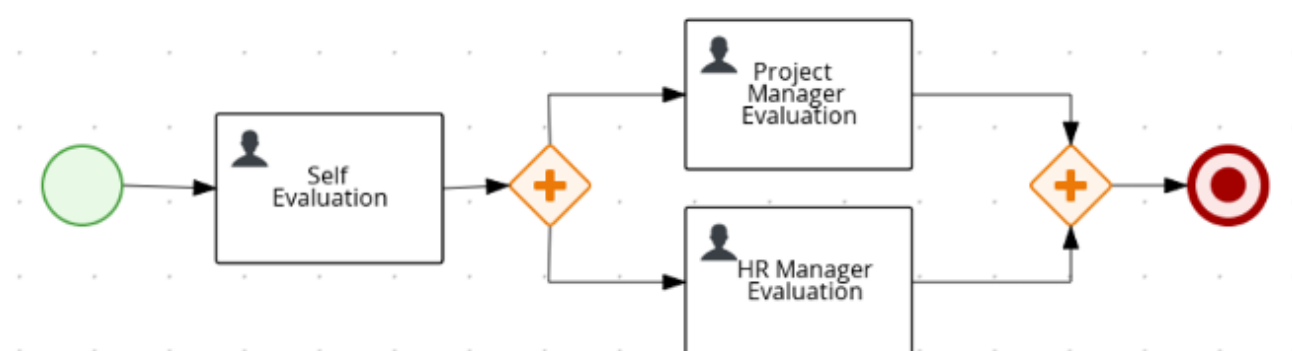 Self
Evaluation
Project
Manager
Evaluation
HR Manager
Evaluation